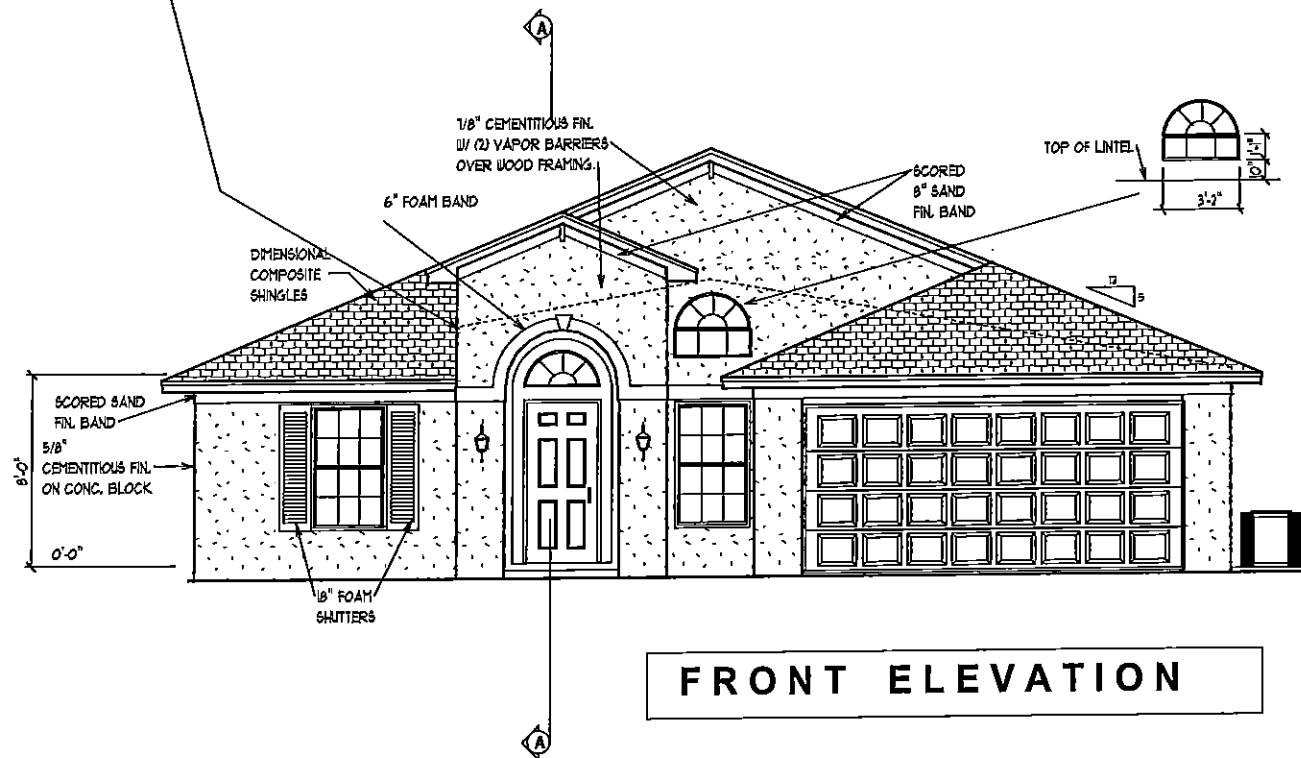 A
7/8" CEMENTITIOUS FIN.
W/ (2) VAPOR BARRIERS
OVER WOOD FRAMING.
TOP OF LINTEL
1'-1"
10"
3'-2"
SCORED
8" SAND
FIN. BAND
6" FOAM BAND
DIMENSIONAL
COMPOSITE
SHINGLES
12
5
SCORED SAND
FIN. BAND
5/8"
CEMENTITIOUS FIN.
ON CONC. BLOCK
8'-0"
0'-0"
18" FOAM
SHUTTERS
FRONT ELEVATION
A